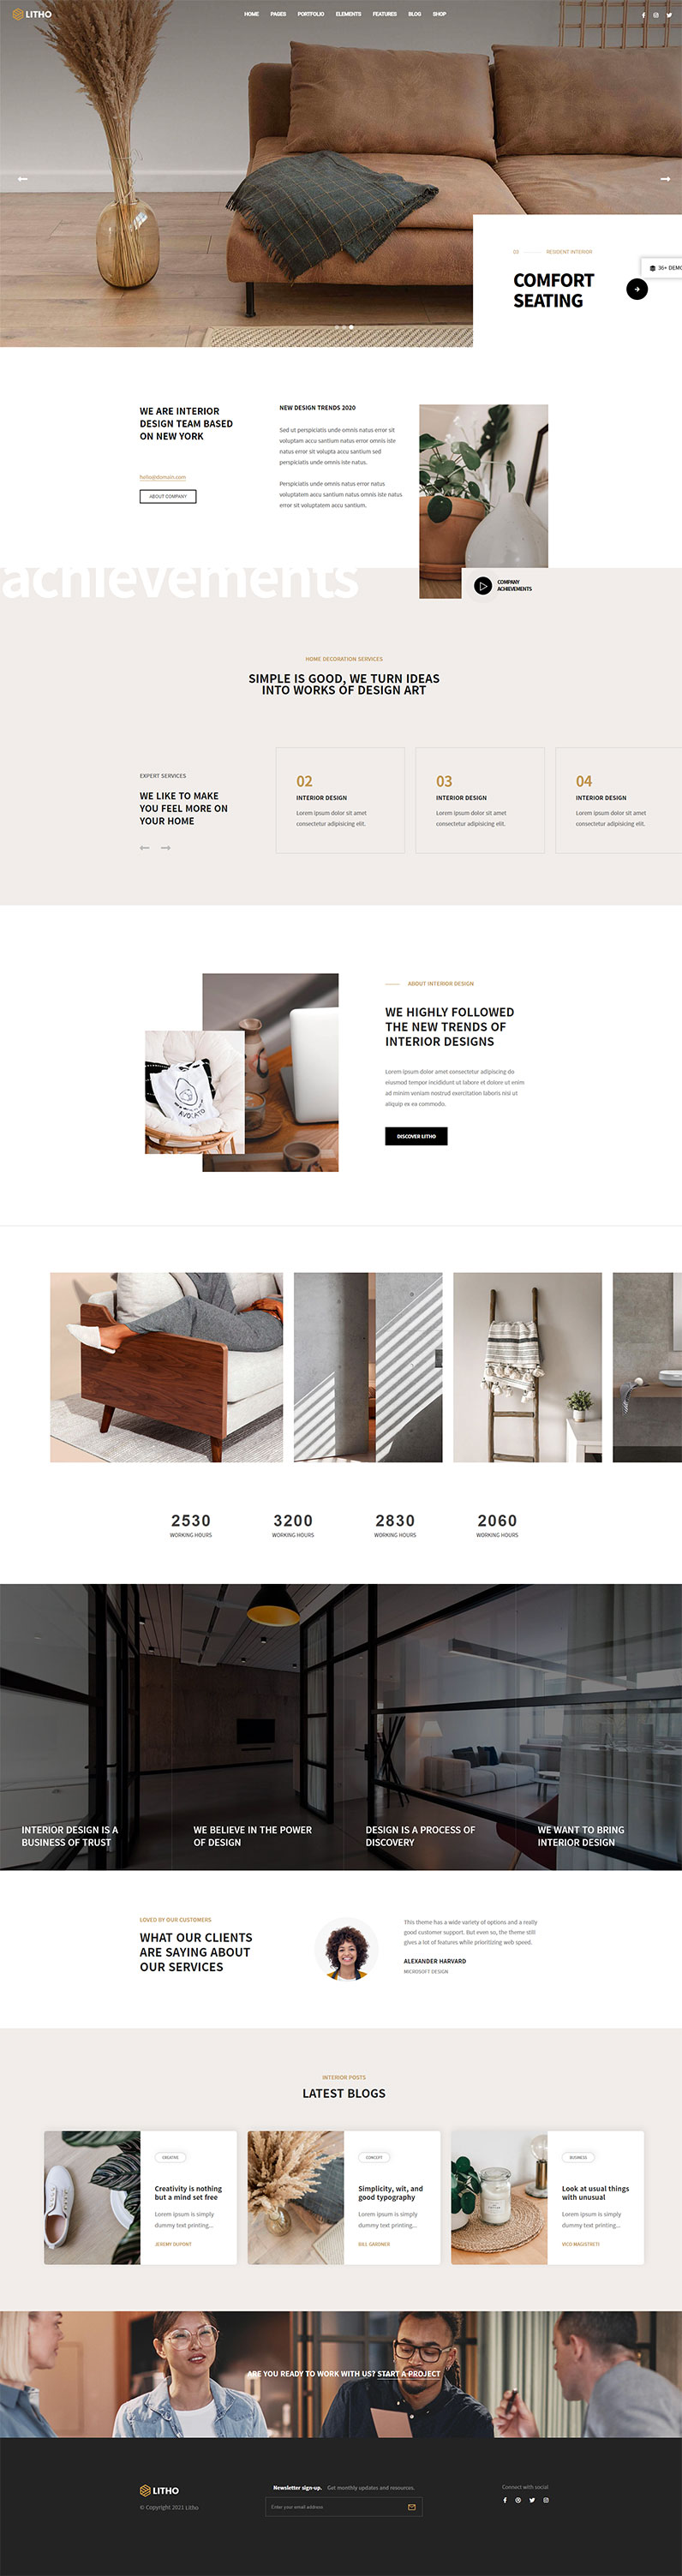 LITHO
HOME PAGES PORTFOLIO ELEMENTS FEATURES BLOG SHOP
03 RESIDENT INTERIOR
36+ DEMO
COMFORT
SEATING
WE ARE INTERIOR
DESIGN TEAM BASED
ON NEW YORK
hello@domain.com
ABOUT COMPANY
NEW DESIGN TRENDS 2020
Sed ut perspiciatis unde omnis natus error sit
voluptam accu santium natus error omnis iste
natus error sit volupta accu santium sed
perspiciatis unde omnis iste natus.
Perspiciatis unde omnis natus error natus
voluptatem accu santium natus omnis iste natus
error sit voluptatem accu santium.
achievements
COMPANY
ACHIEVEMENTS
HOME DECORATION SERVICES
SIMPLE IS GOOD, WE TURN IDEAS
INTO WORKS OF DESIGN ART
EXPERT SERVICES
WE LIKE TO MAKE
YOU FEEL MORE ON
YOUR HOME
02
INTERIOR DESIGN
Lorem ipsum dolor sit amet
consectetur adipisicing elit.
03
INTERIOR DESIGN
Lorem ipsum dolor sit amet
consectetur adipisicing elit.
04
INTERIOR DESIGN
Lorem ipsum dolor sit amet
consectetur adipisicing elit.
AVOCATO
ABOUT INTERIOR DESIGN
WE HIGHLY FOLLOWED
THE NEW TRENDS OF
INTERIOR DESIGNS
Lorem ipsum dolor amet consectetur adipiscing do
eiusmod tempor incididunt ut labore et dolore ut enim
ad minim veniam nostrud exercitation laboris nisi ut
aliquip ex ea commodo.
DISCOVER LITHO
2530
WORKING HOURS
3200
WORKING HOURS
2830
WORKING HOURS
2060
WORKING HOURS
INTERIOR DESIGN IS A
BUSINESS OF TRUST
WE BELIEVE IN THE POWER
OF DESIGN
DESIGN IS A PROCESS OF
DISCOVERY
WE WANT TO BRING
INTERIOR DESIGN
LOVED BY OUR CUSTOMERS
WHAT OUR CLIENTS
ARE SAYING ABOUT
OUR SERVICES
This theme has a wide variety of options and a really
good customer support. But even so, the theme still
gives a lot of features while prioritizing web speed.
ALEXANDER HARVARD
MICROSOFT DESIGN
INTERIOR POSTS
LATEST BLOGS
CREATIVE
Creativity is nothing
but a mind set free
Lorem ipsum is simply
dummy text printing...
JEREMY DUPONT
CONCEPT
Simplicity, wit, and
good typography
Lorem ipsum is simply
dummy text printing...
BILL GARDNER
BUSINESS
Look at usual things
with unusual
Lorem ipsum is simply
dummy text printing...
VICO MAGISTRETI
ARE YOU READY TO WORK WITH US? START A PROJECT
LITHO
© Copyright 2021 Litho
Newsletter sign-up. Get monthly updates and resources.
Enter your email address
Connect with social